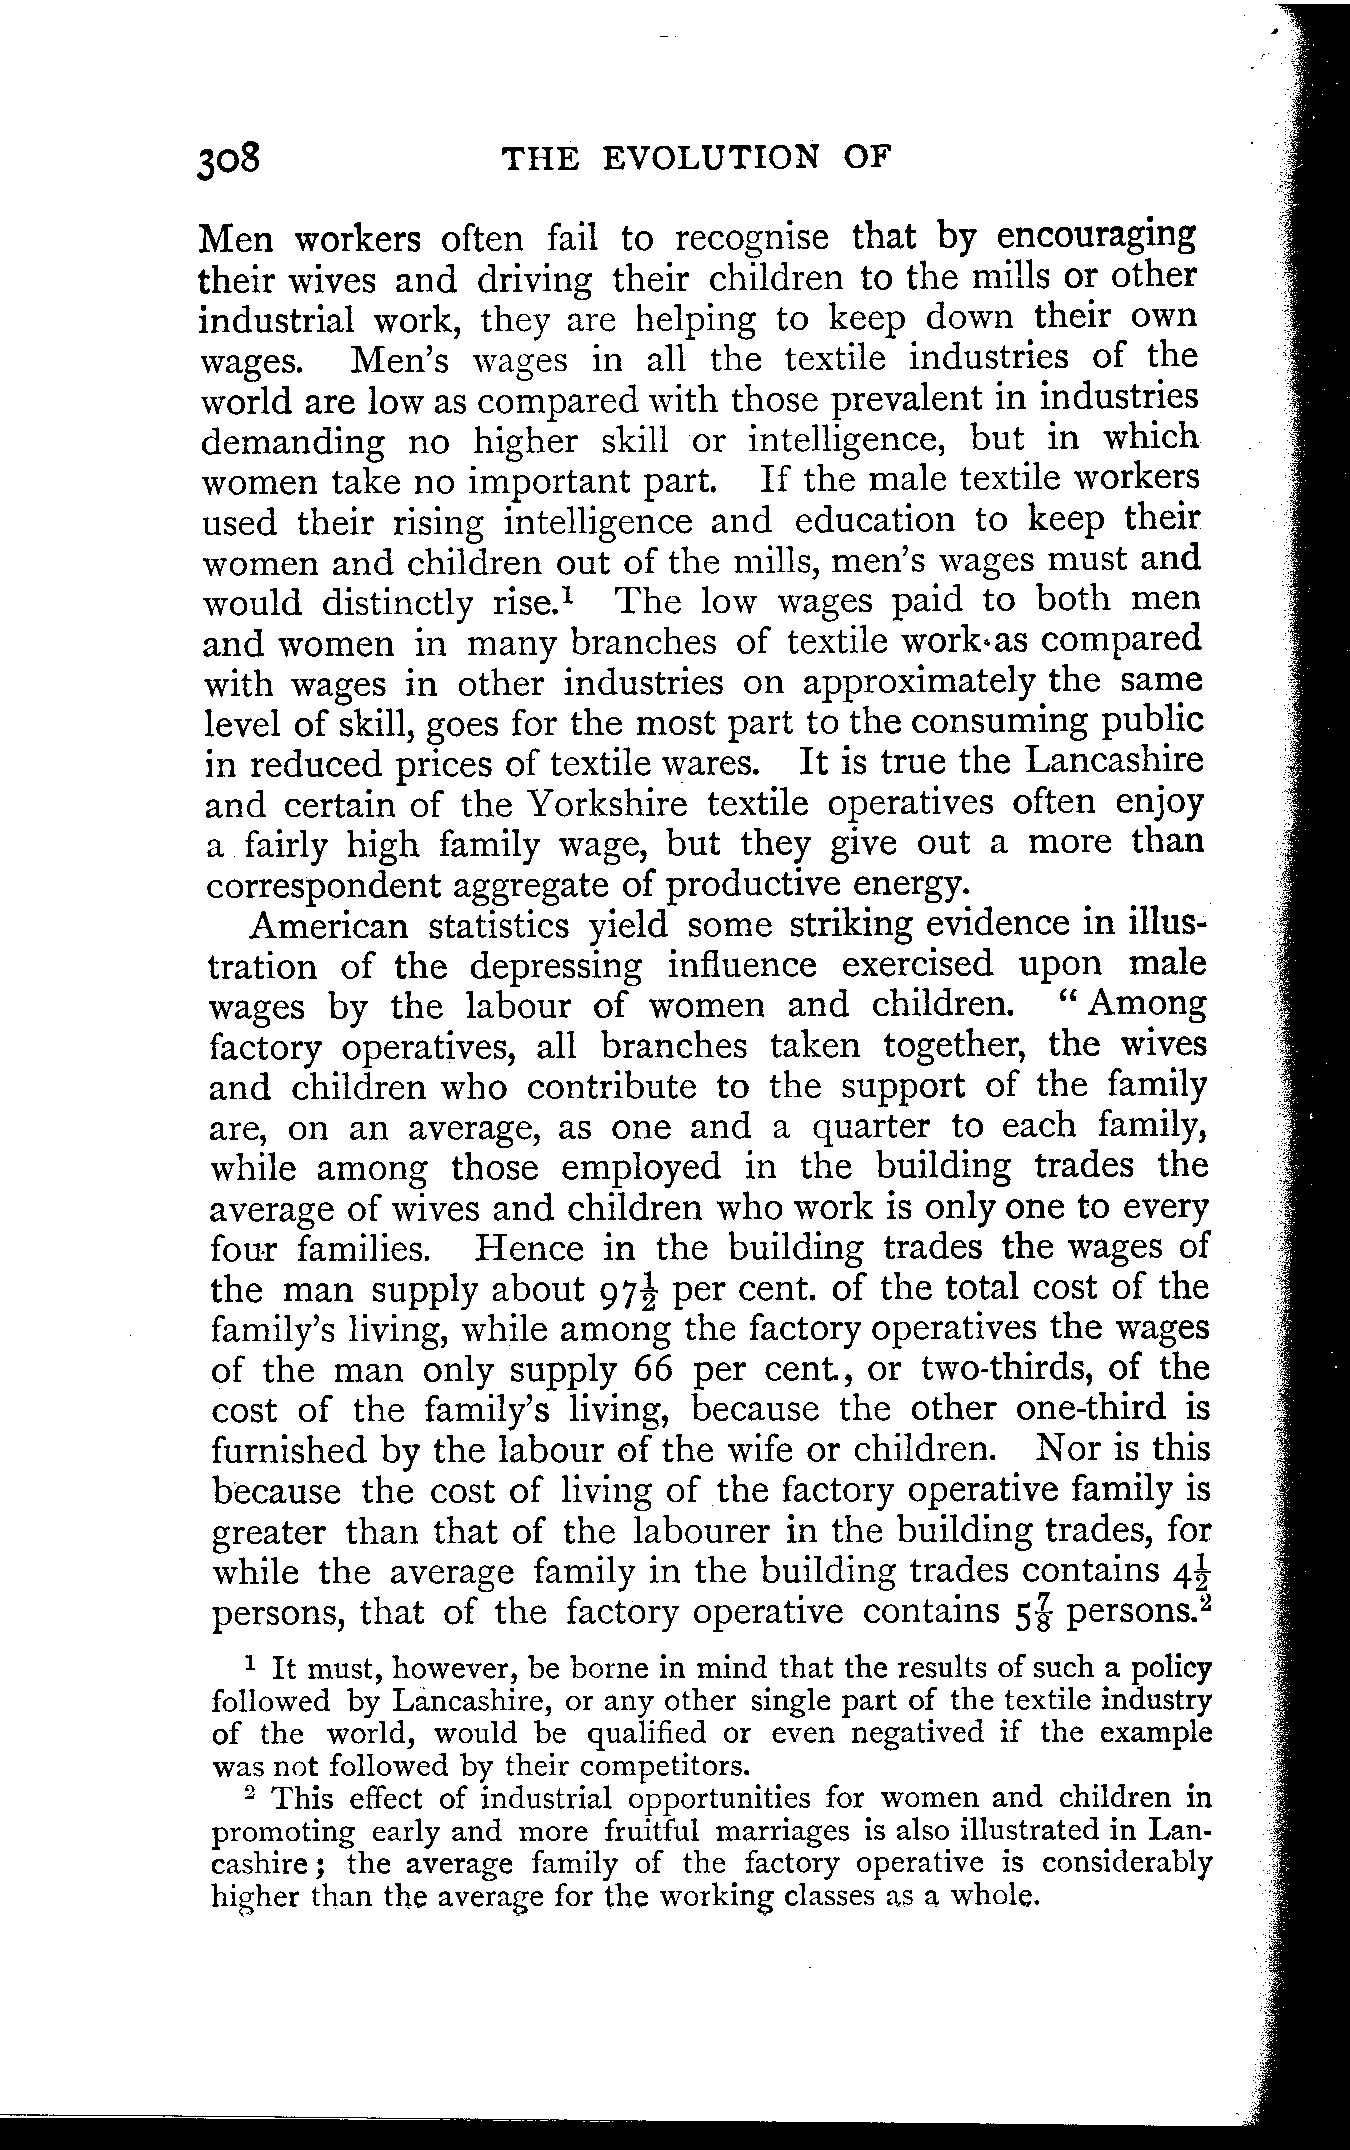 308 THE EVOLUTION OF
Men workers often fail to recognise that by encouraging
their wives and driving their children to the mills or other
industrial work, they are helping to keep down their own
wages. Men's wages in all the textile industries of the
world are low as compared with those prevalent in industries
demanding no higher skill or intelligence, but in which
women take no important part. If the male textile workers
used their rising intelligence and education to keep their
women and children out of the mills, men's wages must and
would distinctly rise.¹ The low wages paid to both men
and women in many branches of textile work as compared
with wages in other industries on approximately the same
level of skill, goes for the most part to the consuming public
in reduced prices of textile wares. It is true the Lancashire
and certain of the Yorkshire textile operatives often enjoy
a fairly high family wage, but they give out a more than
correspondent aggregate of productive energy.
American statistics yield some striking evidence in illus-
tration of the depressing influence exercised upon male
wages by the labour of women and children. "Among
factory operatives, all branches taken together, the wives
and children who contribute to the support of the family
are, on an average, as one and a quarter to each family,
while among those employed in the building trades the
average of wives and children who work is only one to every
four families. Hence in the building trades the wages of
the man supply about 97½ per cent. of the total cost of the
family's living, while among the factory operatives the wages
of the man only supply 66 per cent., or two-thirds, of the
cost of the family's living, because the other one-third is
furnished by the labour of the wife or children. Nor is this
because the cost of living of the factory operative family is
greater than that of the labourer in the building trades, for
while the average family in the building trades contains 4½
persons, that of the factory operative contains 5⅞ persons.²
¹ It must, however, be borne in mind that the results of such a policy
followed by Lancashire, or any other single part of the textile industry
of the world, would be qualified or even negatived if the example
was not followed by their competitors.
² This effect of industrial opportunities for women and children in
promoting early and more fruitful marriages is also illustrated in Lan-
cashire; the average family of the factory operative is considerably
higher than the average for the working classes as a whole.